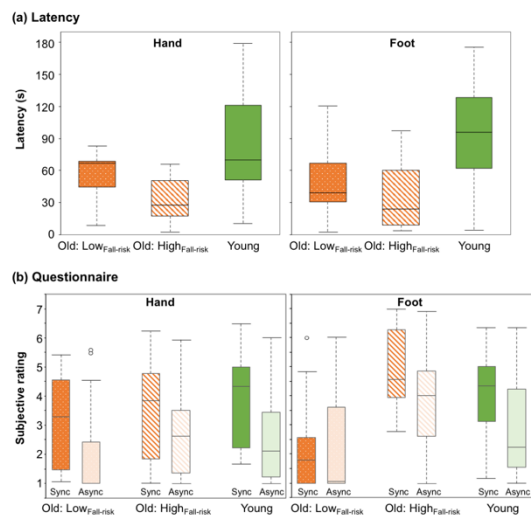 (a) Latency
Hand
Foot
Latency (s)
180
150
120
90
60
30
0
Old: LowFall-risk Old: HighFall-risk Young
Old: LowFall-risk Old: HighFall-risk Young
(b) Questionnaire
Hand
Foot
Subjective rating
7
6
5
4
3
2
1
Sync Async Sync Async Sync Async
Sync Async Sync Async Sync Async
Old: LowFall-risk Old: HighFall-risk Young
Old: LowFall-risk Old: HighFall-risk Young